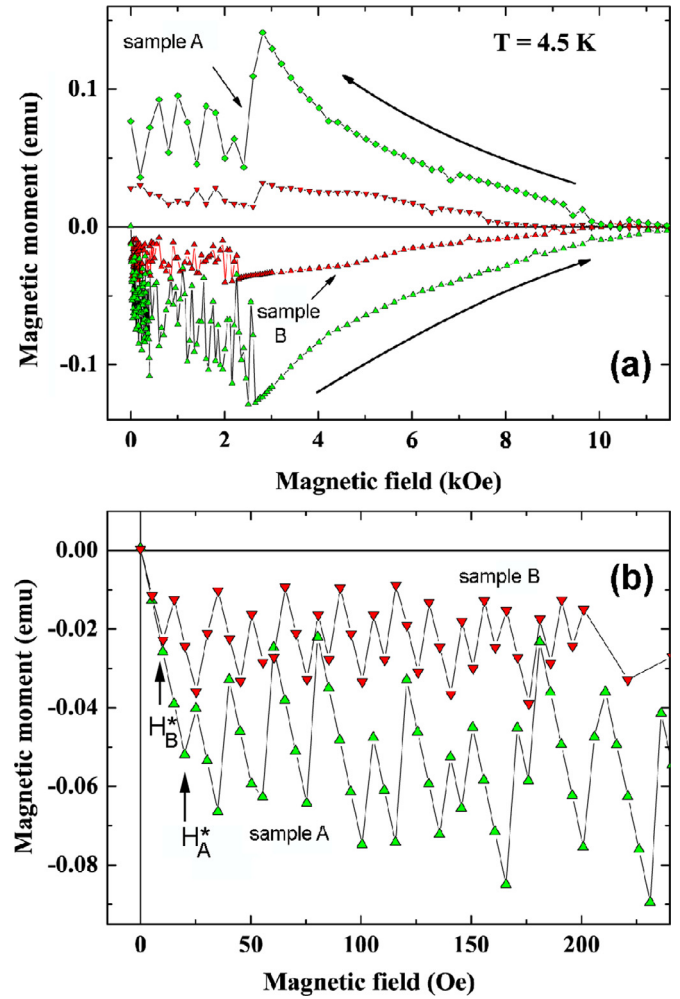 sample A
T = 4.5 K
0.1
0.0
-0.1
Magnetic moment (emu)
sample
B
(a)
0 2 4 6 8 10
Magnetic field (kOe)
0.00
-0.02
-0.04
-0.06
-0.08
Magnetic moment (emu)
(b)
sample B
H*B
H*A
sample A
0 50 100 150 200
Magnetic field (Oe)